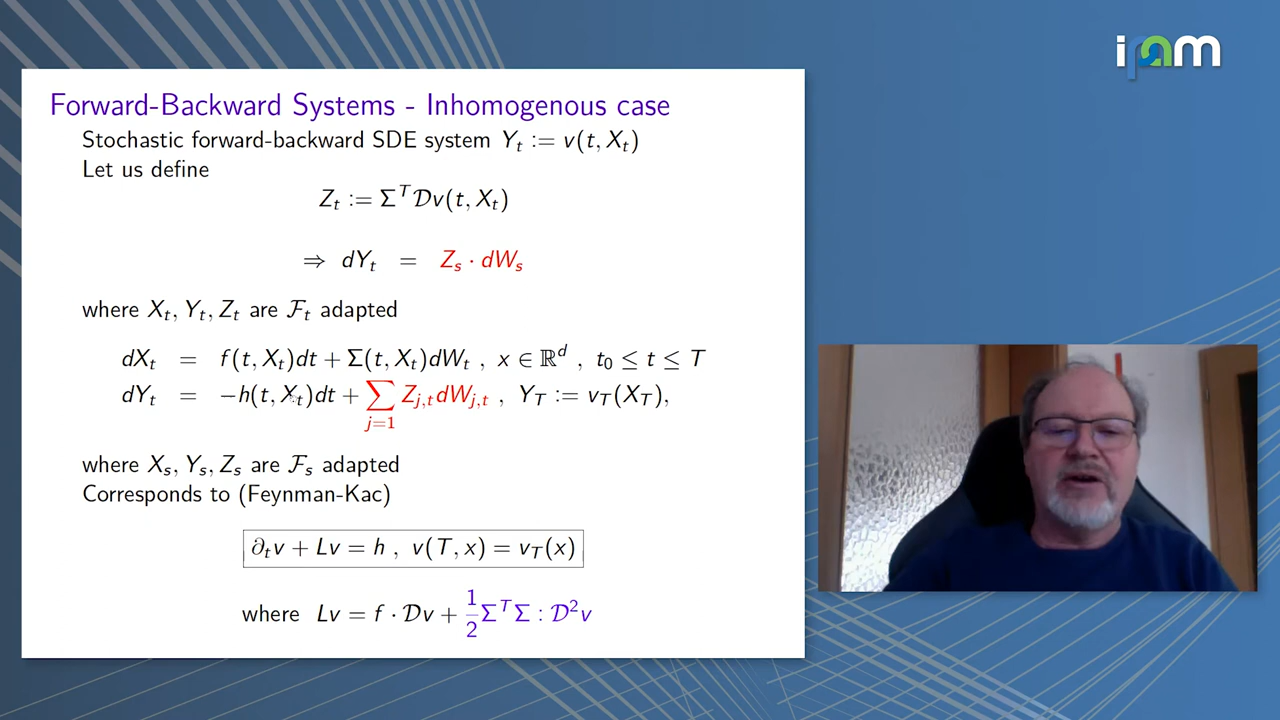 ipam
Forward-Backward Systems - Inhomogenous case
Stochastic forward-backward SDE system Y_t := v(t, X_t)
Let us define
Z_t := Σ^T 𝒟v(t, X_t)
⇒ dY_t = Z_s · dW_s
where X_t, Y_t, Z_t are ℱ_t adapted
dX_t = f(t, X_t)dt + Σ(t, X_t)dW_t , x ∈ ℝ^d , t_0 ≤ t ≤ T
dY_t = −h(t, X_t)dt + ∑_{j=1} Z_{j,t}dW_{j,t} , Y_T := v_T(X_T),
where X_s, Y_s, Z_s are ℱ_s adapted
Corresponds to (Feynman-Kac)
∂_t v + Lv = h , v(T, x) = v_T(x)
where Lv = f · 𝒟v + 1/2 Σ^T Σ : 𝒟^2 v